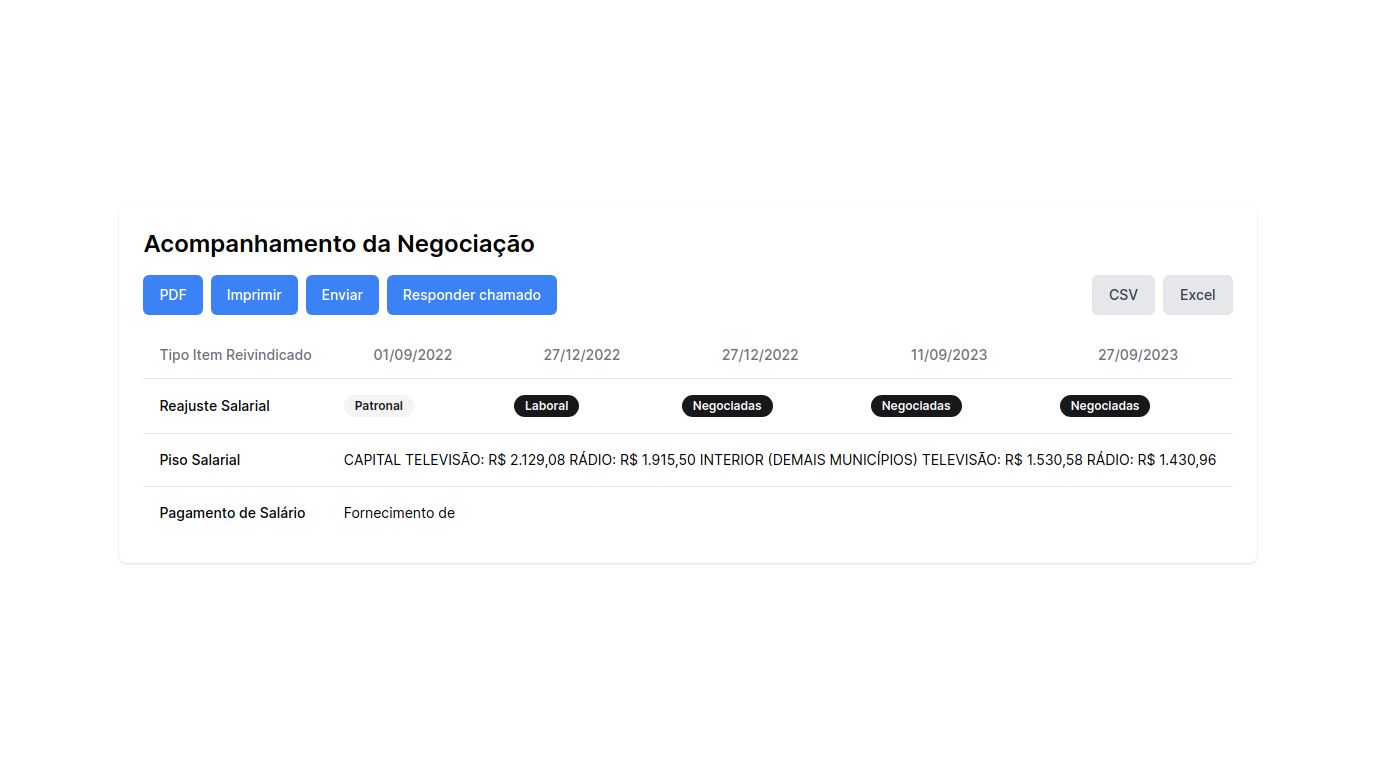 Acompanhamento da Negociação
PDF Imprimir Enviar Responder chamado CSV Excel
Tipo Item Reivindicado 01/09/2022 27/12/2022 27/12/2022 11/09/2023 27/09/2023
Reajuste Salarial Patronal Laboral Negociadas Negociadas Negociadas
Piso Salarial CAPITAL TELEVISÃO: R$ 2.129,08 RÁDIO: R$ 1.915,50 INTERIOR (DEMAIS MUNICÍPIOS) TELEVISÃO: R$ 1.530,58 RÁDIO: R$ 1.430,96
Pagamento de Salário Fornecimento de